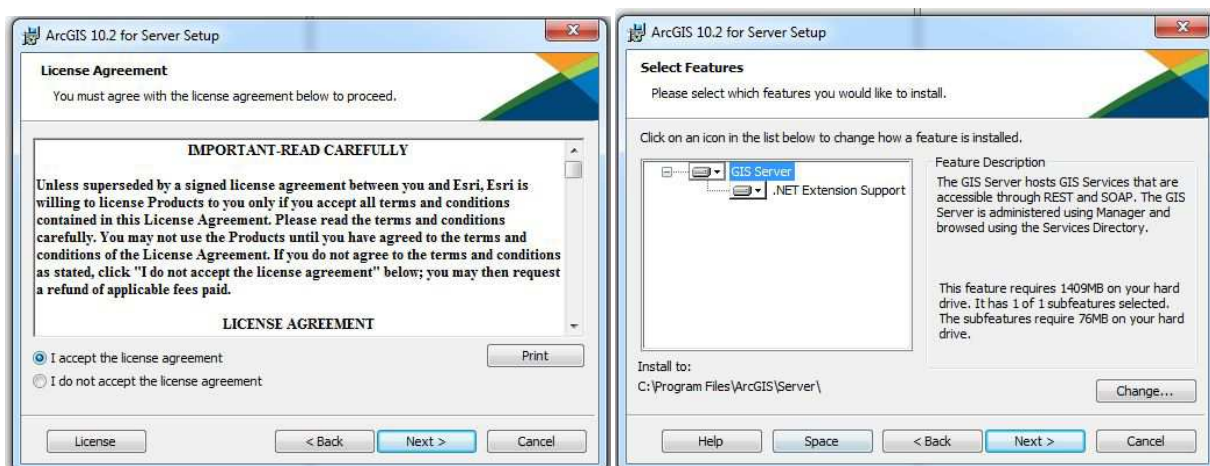 ArcGIS 10.2 for Server Setup
License Agreement
You must agree with the license agreement below to proceed.
IMPORTANT-READ CAREFULLY
Unless superseded by a signed license agreement between you and Esri, Esri is
willing to license Products to you only if you accept all terms and conditions
contained in this License Agreement. Please read the terms and conditions
carefully. You may not use the Products until you have agreed to the terms and
conditions of the License Agreement. If you do not agree to the terms and conditions
as stated, click "I do not accept the license agreement" below; you may then request
a refund of applicable fees paid.
LICENSE AGREEMENT
I accept the license agreement
Print
I do not accept the license agreement
License
< Back
Next >
Cancel
ArcGIS 10.2 for Server Setup
Select Features
Please select which features you would like to install.
Click on an icon in the list below to change how a feature is installed.
GIS Server
.NET Extension Support
Feature Description
The GIS Server hosts GIS Services that are
accessible through REST and SOAP. The GIS
Server is administered using Manager and
browsed using the Services Directory.
This feature requires 1409MB on your hard
drive. It has 1 of 1 subfeatures selected.
The subfeatures require 76MB on your hard
drive.
Install to:
C:\Program Files\ArcGIS\Server\
Change...
Help
Space
< Back
Next >
Cancel